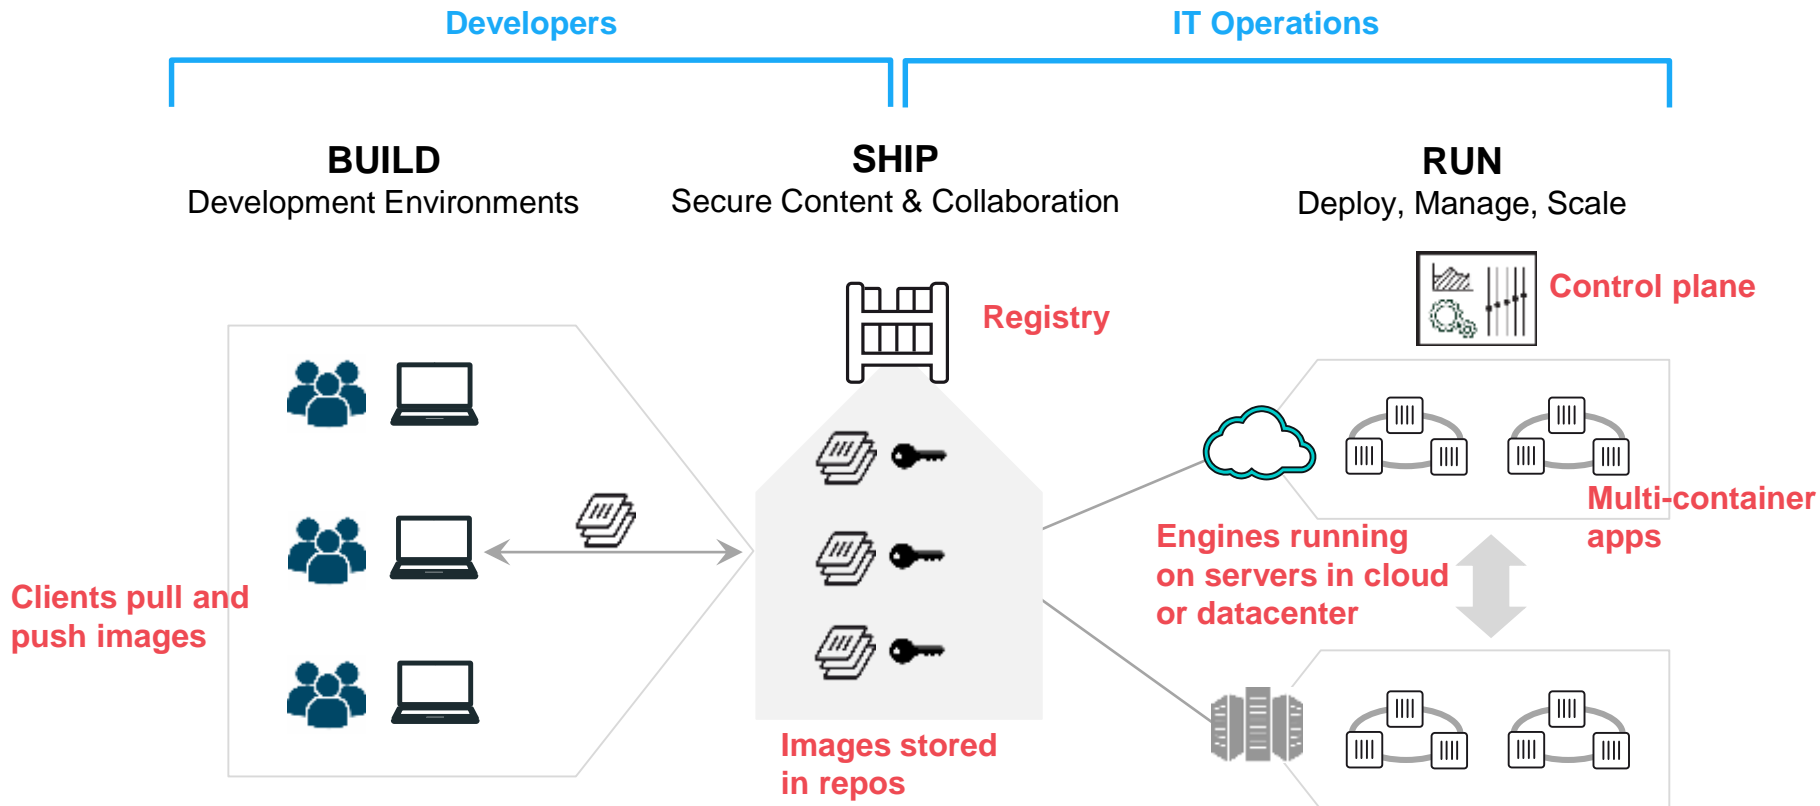 Developers
IT Operations
BUILD
Development Environments
SHIP
Secure Content & Collaboration
RUN
Deploy, Manage, Scale
Registry
Control plane
Multi-container
apps
Engines running
on servers in cloud
or datacenter
Clients pull and
push images
Images stored
in repos